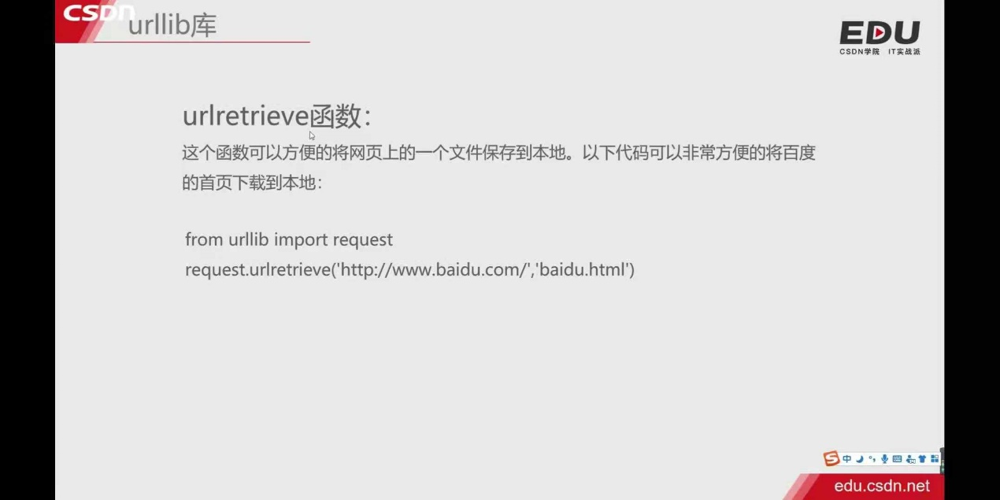 CSDN
urllib库
EDU
CSDN学院 IT实战派
urlretrieve函数：
这个函数可以方便的将网页上的一个文件保存到本地。以下代码可以非常方便的将百度
的首页下载到本地：
from urllib import request
request.urlretrieve('http://www.baidu.com/','baidu.html')
中
edu.csdn.net